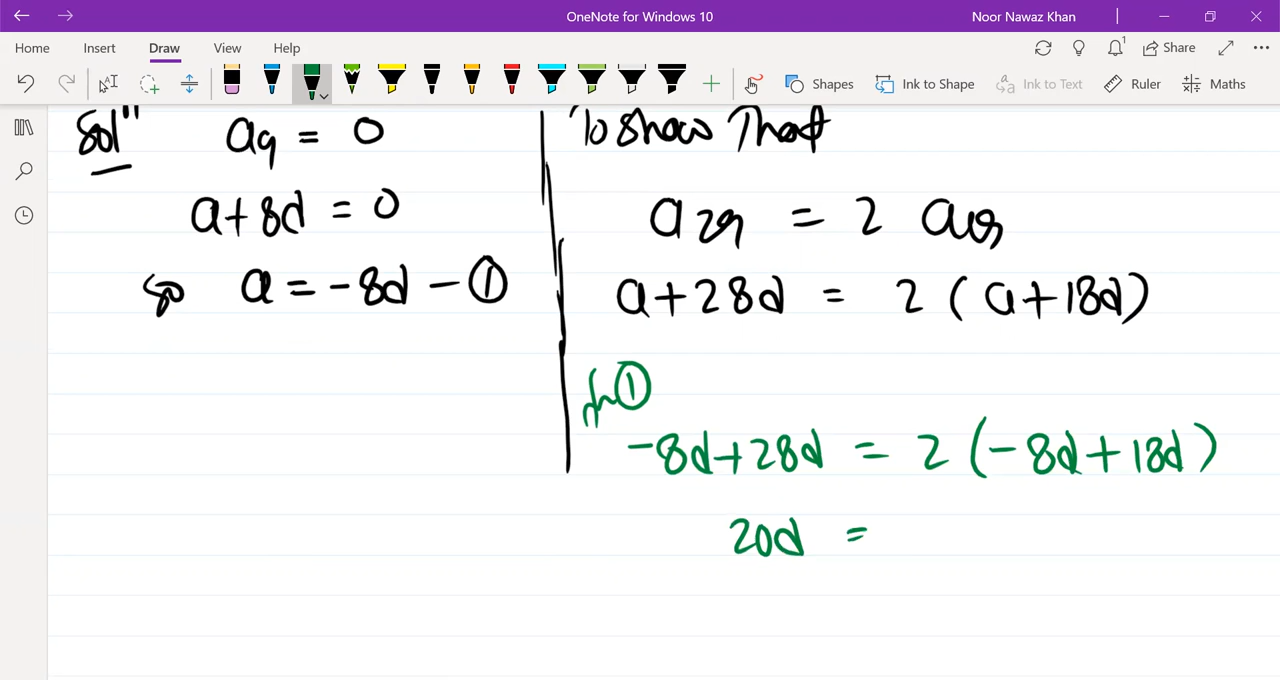 OneNote for Windows 10
Noor Nawaz Khan
Home Insert Draw View Help
1 Share
Shapes Ink to Shape Ink to Text Ruler Maths
Sol"
a9 = 0
a+8d = 0
so a = -8d - ①
To Show That
a29 = 2 a19
a+28d = 2 (a+18d)
①
-8d+28d = 2 (-8d+18d)
20d =